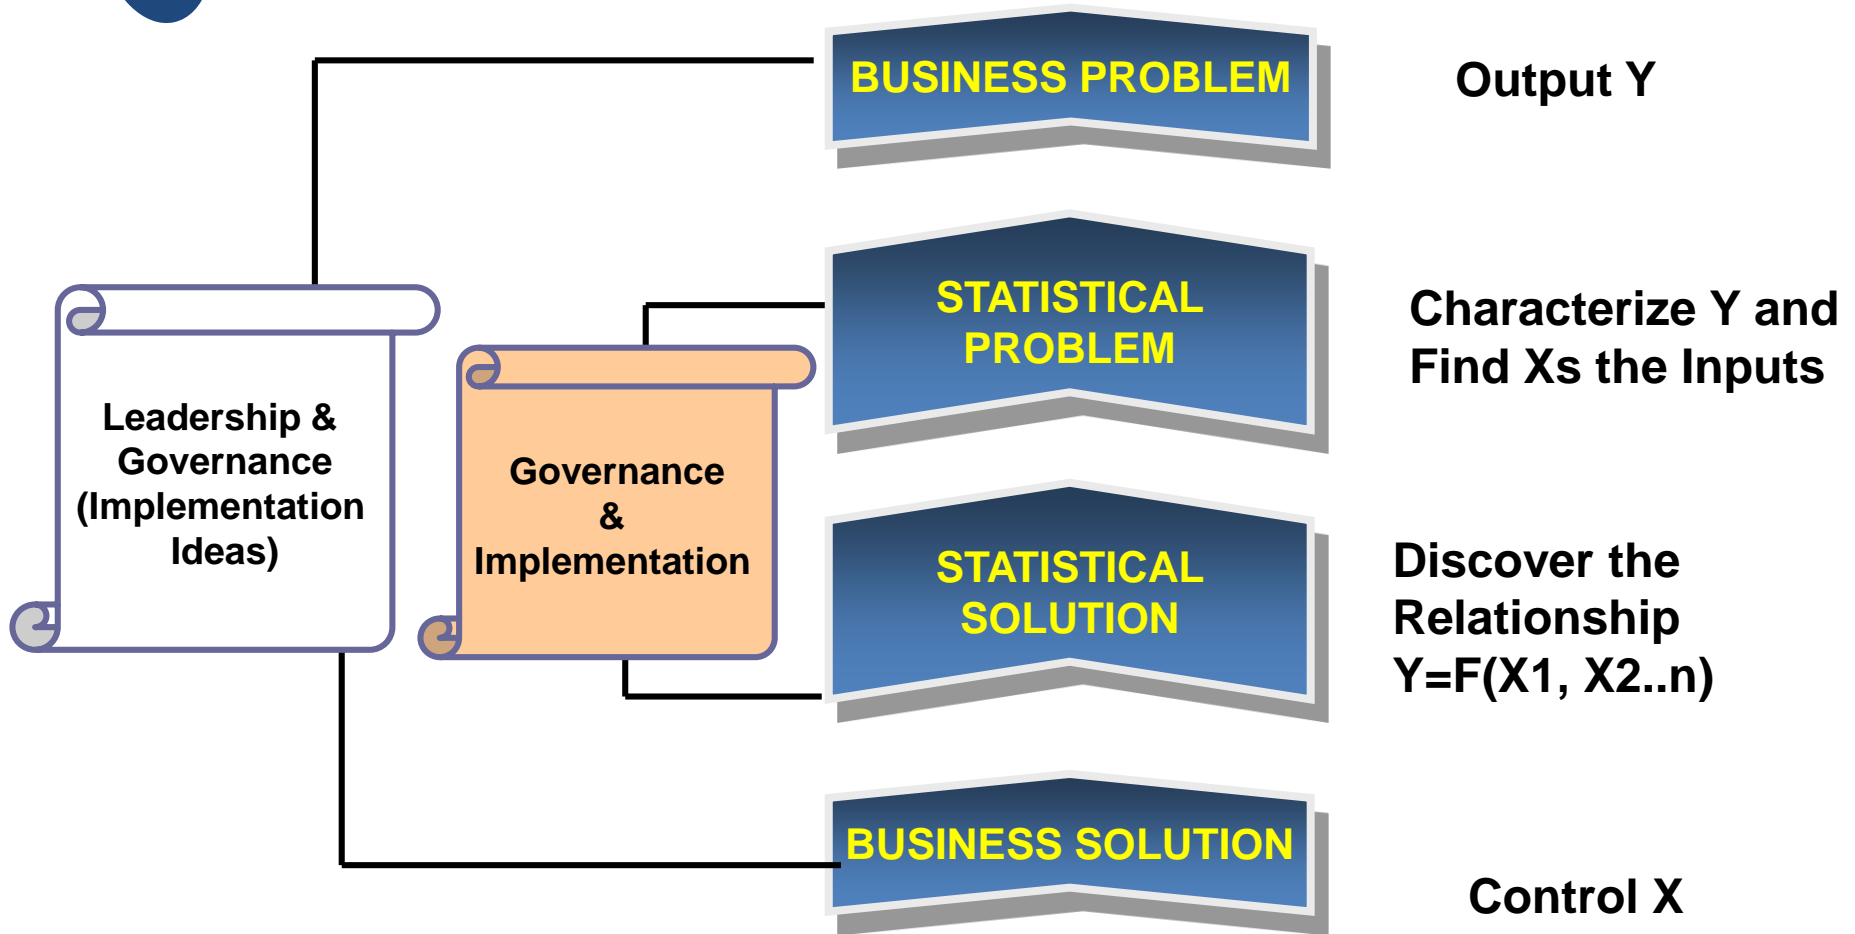 BUSINESS PROBLEM
Output Y
STATISTICAL
PROBLEM
Characterize Y and
Find Xs the Inputs
Leadership &
Governance
(Implementation
Ideas)
Governance
&
Implementation
STATISTICAL
SOLUTION
Discover the
Relationship
Y=F(X1, X2..n)
BUSINESS SOLUTION
Control X